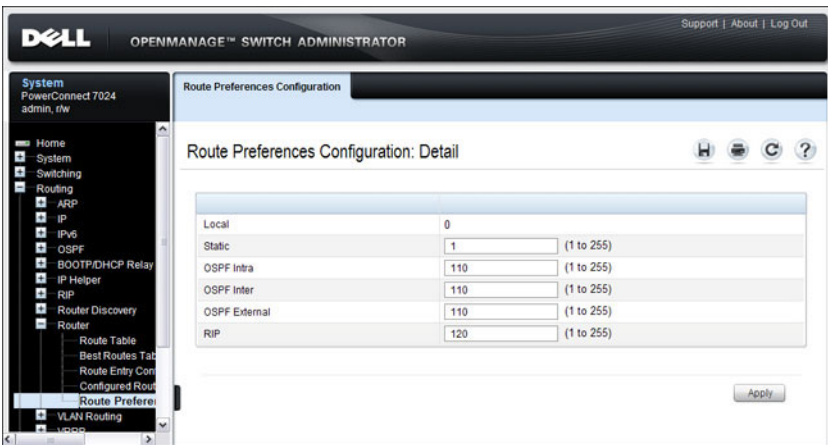 Support | About | Log Out
DELL OPENMANAGE™ SWITCH ADMINISTRATOR
System
PowerConnect 7024
admin, r/w
Home
System
Switching
Routing
ARP
IP
IPv6
OSPF
BOOTP/DHCP Relay
IP Helper
RIP
Router Discovery
Router
Route Table
Best Routes Tab
Route Entry Con
Configured Rout
Route Prefere
VLAN Routing
VRRP
Route Preferences Configuration
Route Preferences Configuration: Detail
?
Local 0
Static 1 (1 to 255)
OSPF Intra 110 (1 to 255)
OSPF Inter 110 (1 to 255)
OSPF External 110 (1 to 255)
RIP 120 (1 to 255)
Apply